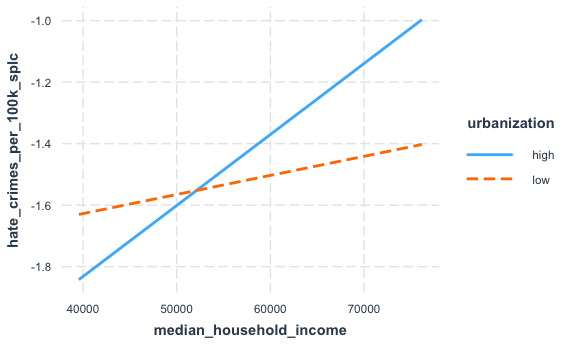 -1.0
-1.2
-1.4
-1.6
-1.8
hate_crimes_per_100k_splc
40000 50000 60000 70000
median_household_income
urbanization
high
low